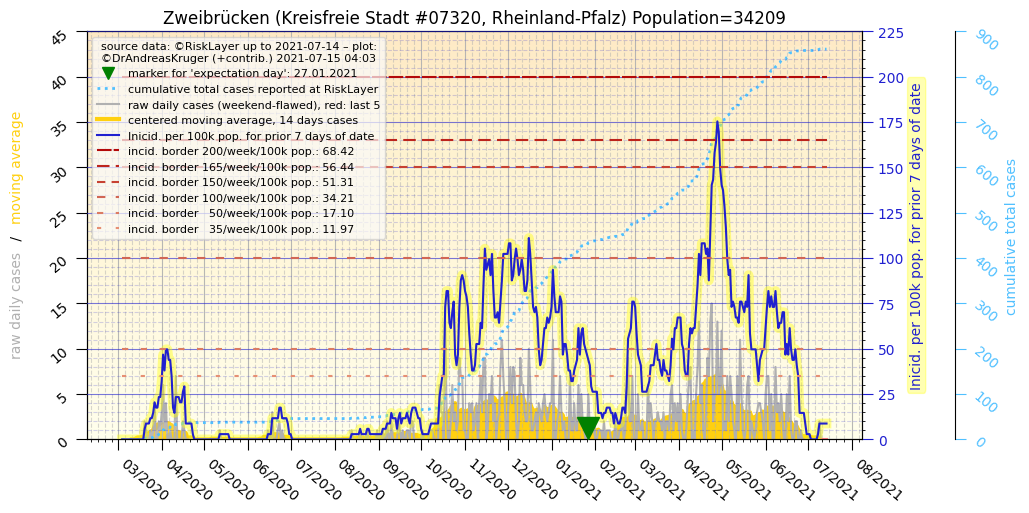 Zweibrücken (Kreisfreie Stadt #07320, Rheinland-Pfalz) Population=34209
source data: ©RiskLayer up to 2021-07-14 – plot:
©DrAndreasKruger (+contrib.) 2021-07-15 04:03
marker for 'expectation day': 27.01.2021
cumulative total cases reported at RiskLayer
raw daily cases (weekend-flawed), red: last 5
centered moving average, 14 days cases
Inicid. per 100k pop. for prior 7 days of date
incid. border 200/week/100k pop.: 68.42
incid. border 165/week/100k pop.: 56.44
incid. border 150/week/100k pop.: 51.31
incid. border 100/week/100k pop.: 34.21
incid. border 50/week/100k pop.: 17.10
incid. border 35/week/100k pop.: 11.97
raw daily cases / moving average
45
40
35
30
25
20
15
10
5
0
225
200
175
150
125
100
75
50
25
0
Inicid. per 100k pop. for prior 7 days of date
900
800
700
600
500
400
300
200
100
0
cumulative total cases
03/2020
04/2020
05/2020
06/2020
07/2020
08/2020
09/2020
10/2020
11/2020
12/2020
01/2021
02/2021
03/2021
04/2021
05/2021
06/2021
07/2021
08/2021